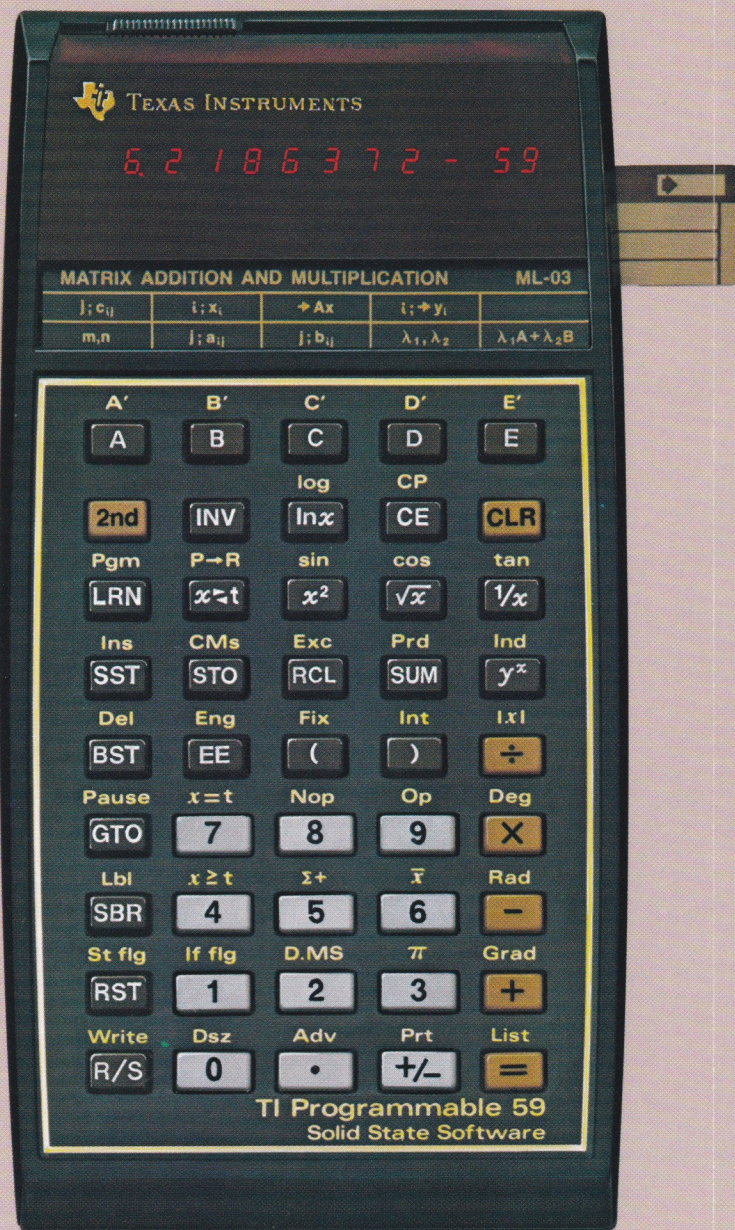 TEXAS INSTRUMENTS
6.2186372-59
MATRIX ADDITION AND MULTIPLICATION ML-03
j;cᵢⱼ i;xᵢ →Ax i;→yᵢ
m,n j;aᵢⱼ j;bᵢⱼ λ₁,λ₂ λ₁A+λ₂B
A′ B′ C′ D′ E′
A B C D E
log CP
2nd INV lnx CE CLR
Pgm P→R sin cos tan
LRN x⇄t x² √x 1/x
Ins CMs Exc Prd Ind
SST STO RCL SUM yˣ
Del Eng Fix Int |x|
BST EE ( ) ÷
Pause x=t Nop Op Deg
GTO 7 8 9 ×
Lbl x≥t Σ+ x̅ Rad
SBR 4 5 6 −
St flg If flg D.MS π Grad
RST 1 2 3 +
Write Dsz Adv Prt List
R/S 0 • +/− =
TI Programmable 59
Solid State Software